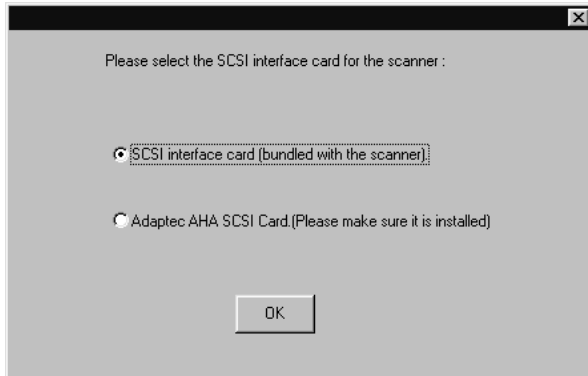 Please select the SCSI interface card for the scanner :
SCSI interface card (bundled with the scanner).
Adaptec AHA SCSI Card.(Please make sure it is installed)
OK